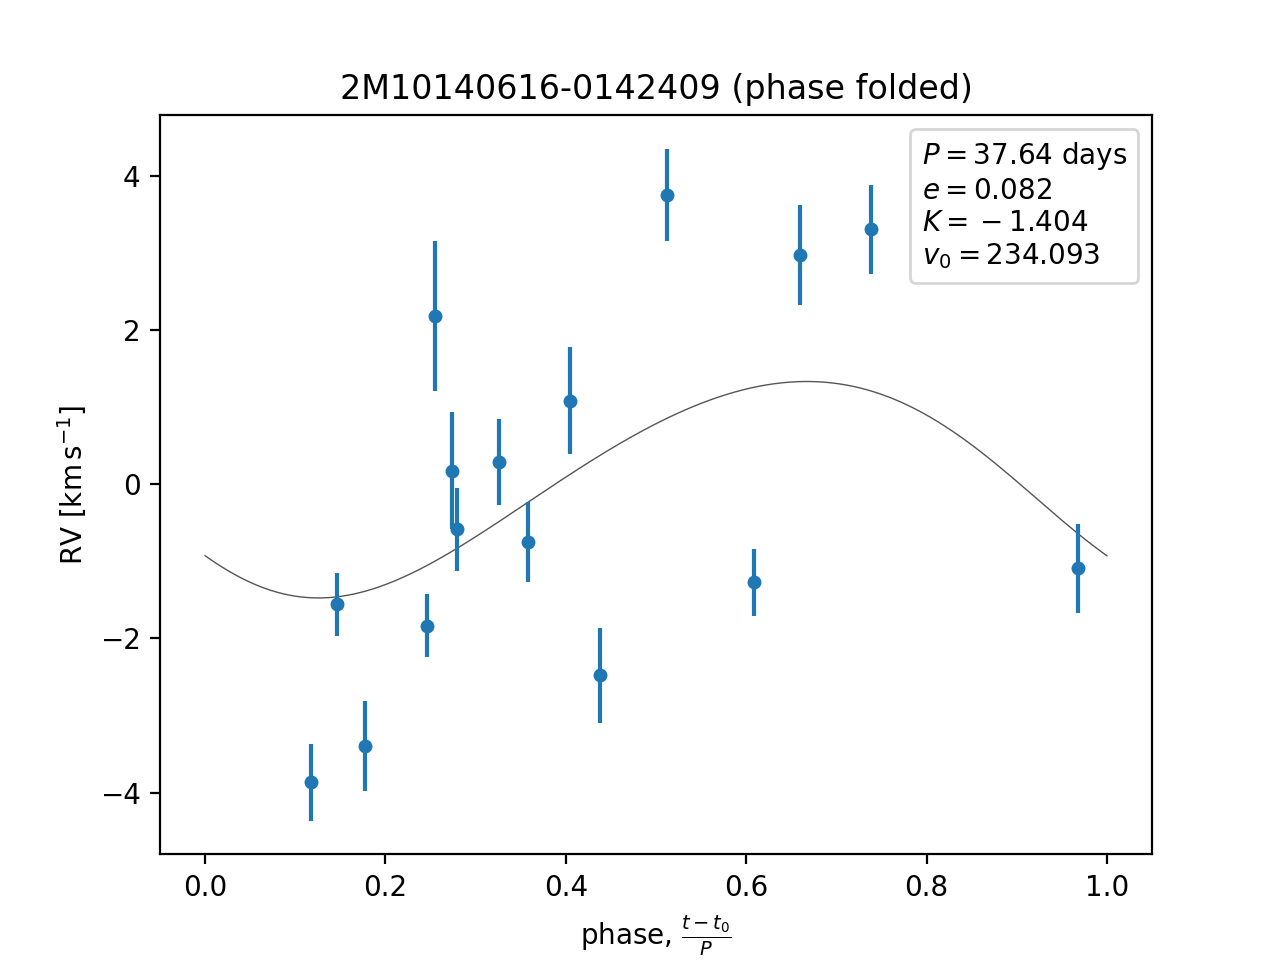 2M10140616-0142409 (phase folded)
P = 37.64 days
e = 0.082
K = − 1.404
v₀ = 234.093
RV [km s⁻¹]
4
2
0
−2
−4
0.0 0.2 0.4 0.6 0.8 1.0
phase, (t − t₀)/P